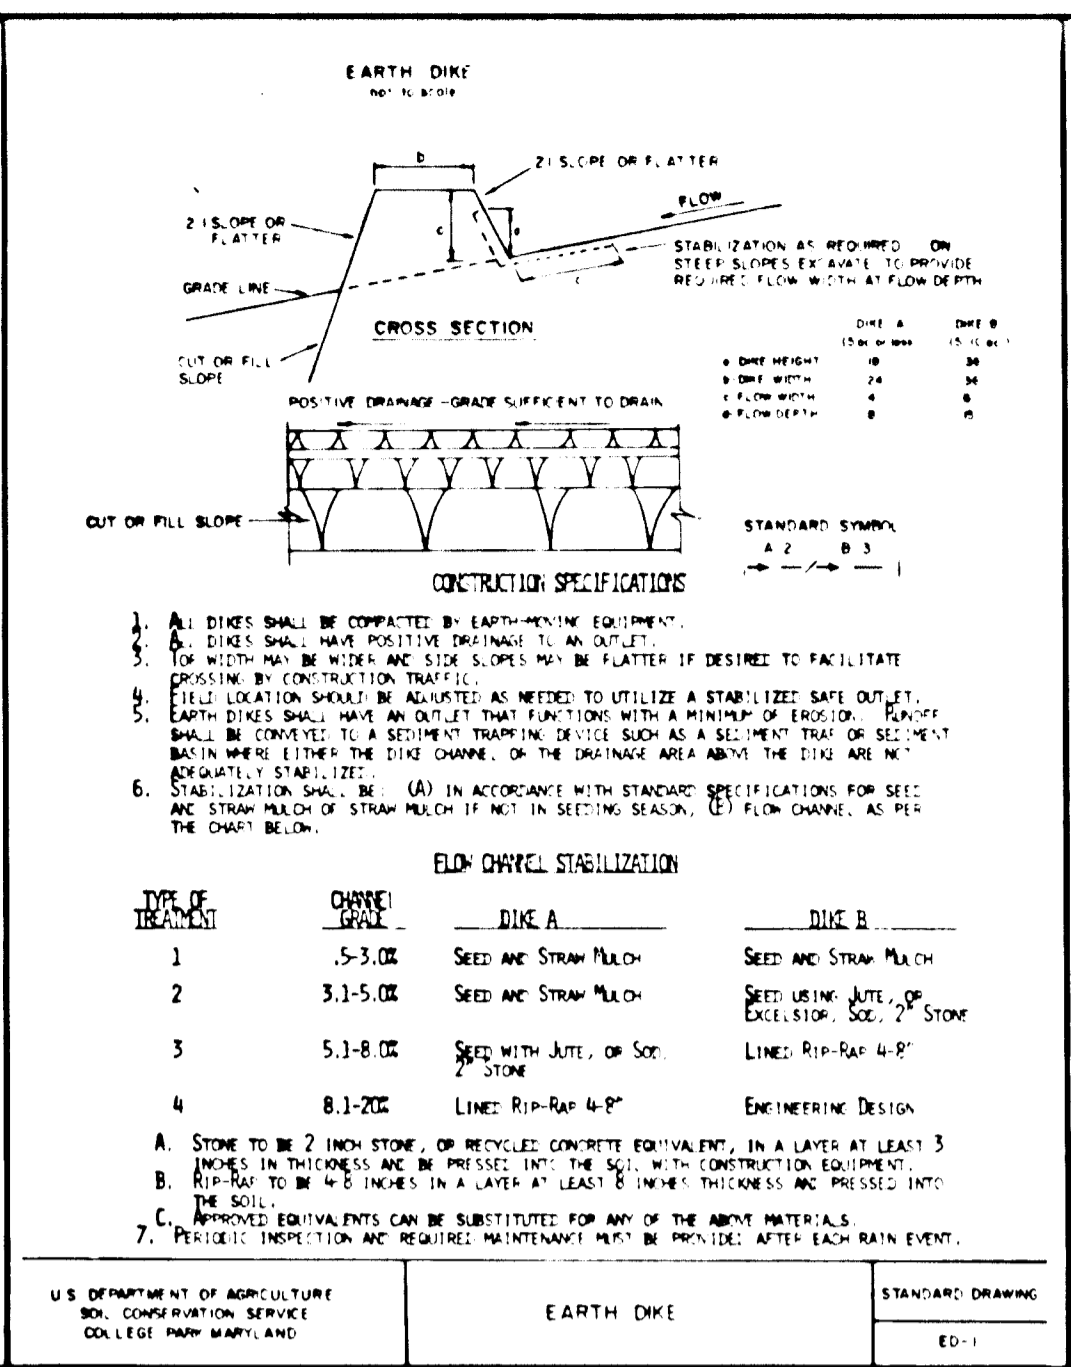 EARTH DIKE
not to scale
b
2:1 SLOPE OR FLATTER
FLOW
2:1 SLOPE OR
FLATTER
c
STABILIZATION AS REQUIRED ON
STEEP SLOPES EXCAVATE TO PROVIDE
REQUIRED FLOW WIDTH AT FLOW DEPTH
GRADE LINE
c
CROSS SECTION
DIKE A
DIKE B
(5 ac or less)
(5-10 ac)
CUT OR FILL
SLOPE
a DIKE HEIGHT 18
b DIKE WIDTH 24 36
c FLOW WIDTH 4 6
d FLOW DEPTH 8 15
POSITIVE DRAINAGE-GRADE SUFFICIENT TO DRAIN
CUT OR FILL SLOPE
STANDARD SYMBOL
A 2 B 3
CONSTRUCTION SPECIFICATIONS
1. ALL DIKES SHALL BE COMPACTED BY EARTH-MOVING EQUIPMENT.
2. ALL DIKES SHALL HAVE POSITIVE DRAINAGE TO AN OUTLET.
3. TOP WIDTH MAY BE WIDER AND SIDE SLOPES MAY BE FLATTER IF DESIRED TO FACILITATE
CROSSING BY CONSTRUCTION TRAFFIC.
4. FIELD LOCATION SHOULD BE ADJUSTED AS NEEDED TO UTILIZE A STABILIZED SAFE OUTLET.
5. EARTH DIKES SHALL HAVE AN OUTLET THAT FUNCTIONS WITH A MINIMUM OF EROSION. RUNOFF
SHALL BE CONVEYED TO A SEDIMENT TRAPPING DEVICE SUCH AS A SEDIMENT TRAP OR SEDIMENT
BASIN WHERE EITHER THE DIKE CHANNEL OR THE DRAINAGE AREA ABOVE THE DIKE ARE NOT
ADEQUATELY STABILIZED.
6. STABILIZATION SHALL BE: (A) IN ACCORDANCE WITH STANDARD SPECIFICATIONS FOR SEED
AND STRAW MULCH OR STRAW MULCH IF NOT IN SEEDING SEASON, (B) FLOW CHANNEL AS PER
THE CHART BELOW.
FLOW CHANNEL STABILIZATION
TYPE OF
TREATMENT
CHANNEL
GRADE
DIKE A
DIKE B
1 .5-3.0% SEED AND STRAW MULCH SEED AND STRAW MULCH
2 3.1-5.0% SEED AND STRAW MULCH SEED USING JUTE, OR
EXCELSIOR, SOD, 2" STONE
3 5.1-8.0% SEED WITH JUTE, OR SOD, LINED RIP-RAP 4-8"
2" STONE
4 8.1-20% LINED RIP-RAP 4-8" ENGINEERING DESIGN
A. STONE TO BE 2 INCH STONE, OR RECYCLED CONCRETE EQUIVALENT, IN A LAYER AT LEAST 3
INCHES IN THICKNESS AND BE PRESSED INTO THE SOIL WITH CONSTRUCTION EQUIPMENT.
B. RIP-RAP TO BE 4-8 INCHES IN A LAYER AT LEAST 8 INCHES THICKNESS AND PRESSED INTO
THE SOIL.
C. APPROVED EQUIVALENTS CAN BE SUBSTITUTED FOR ANY OF THE ABOVE MATERIALS.
7. PERIODIC INSPECTION AND REQUIRED MAINTENANCE MUST BE PROVIDED AFTER EACH RAIN EVENT.
U.S. DEPARTMENT OF AGRICULTURE
SOIL CONSERVATION SERVICE
COLLEGE PARK MARYLAND
EARTH DIKE
STANDARD DRAWING
ED-1